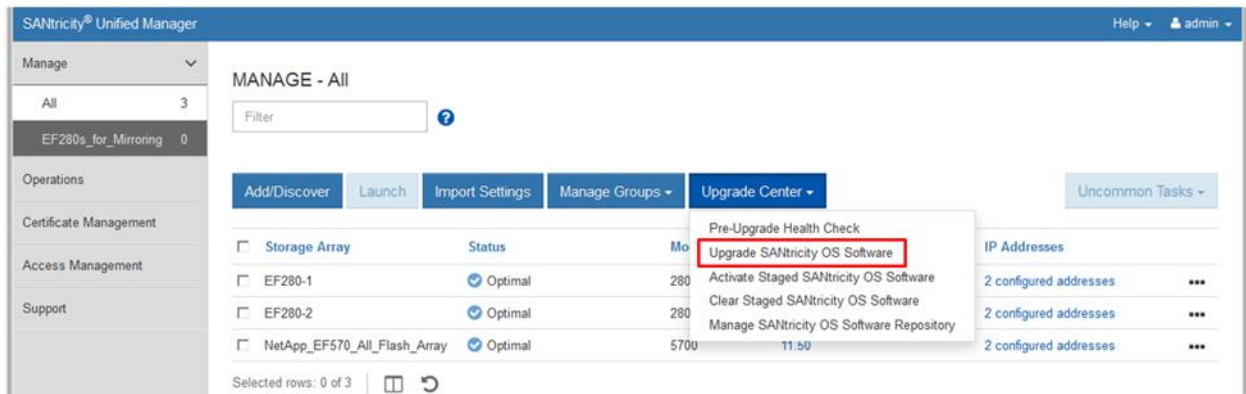 SANtricity® Unified Manager
Help
admin
Manage
All 3
EF280s_for_Mirroring 0
Operations
Certificate Management
Access Management
Support
MANAGE - All
Filter
?
Add/Discover Launch Import Settings Manage Groups Upgrade Center Uncommon Tasks
Pre-Upgrade Health Check
Upgrade SANtricity OS Software
Activate Staged SANtricity OS Software
Clear Staged SANtricity OS Software
Manage SANtricity OS Software Repository
Storage Array Status Mo IP Addresses
EF280-1 Optimal 280 2 configured addresses
EF280-2 Optimal 280 2 configured addresses
NetApp_EF570_All_Flash_Array Optimal 5700 11.50 2 configured addresses
Selected rows: 0 of 3